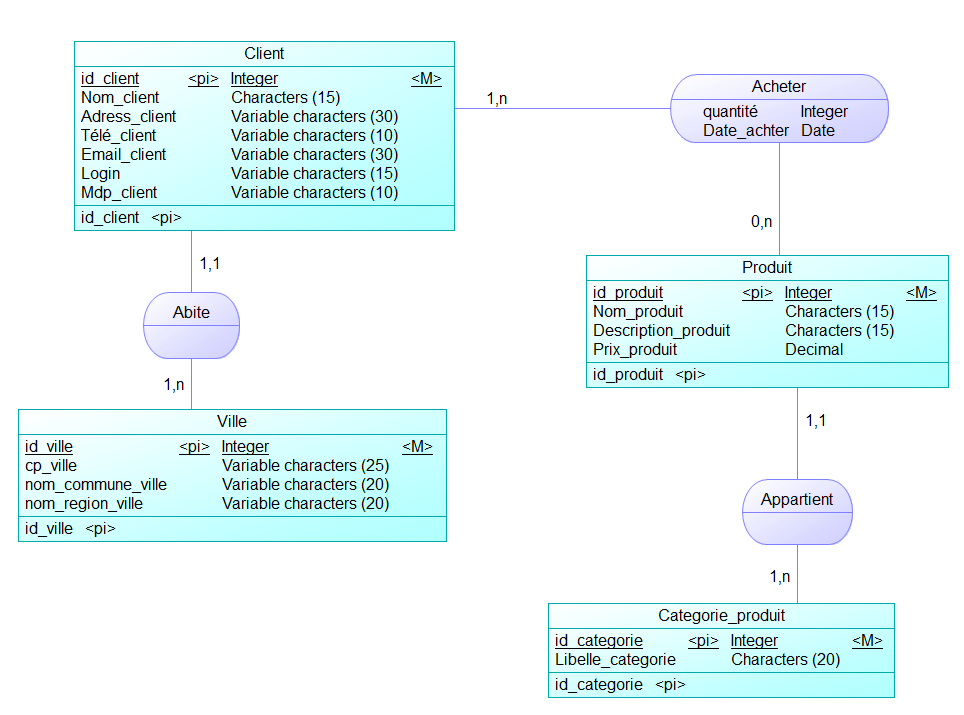 Client
id_client <pi> Integer <M>
Nom_client Characters (15)
Adress_client Variable characters (30)
Télé_client Variable characters (10)
Email_client Variable characters (30)
Login Variable characters (15)
Mdp_client Variable characters (10)
id_client <pi>
1,n
Acheter
quantité Integer
Date_achter Date
0,n
1,1
Abite
1,n
Produit
id_produit <pi> Integer <M>
Nom_produit Characters (15)
Description_produit Characters (15)
Prix_produit Decimal
id_produit <pi>
Ville
id_ville <pi> Integer <M>
cp_ville Variable characters (25)
nom_commune_ville Variable characters (20)
nom_region_ville Variable characters (20)
id_ville <pi>
1,1
Appartient
1,n
Categorie_produit
id_categorie <pi> Integer <M>
Libelle_categorie Characters (20)
id_categorie <pi>